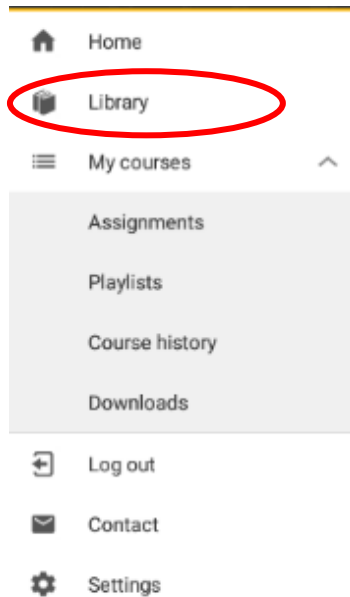 Home
Library
My courses
Assignments
Playlists
Course history
Downloads
Log out
Contact
Settings